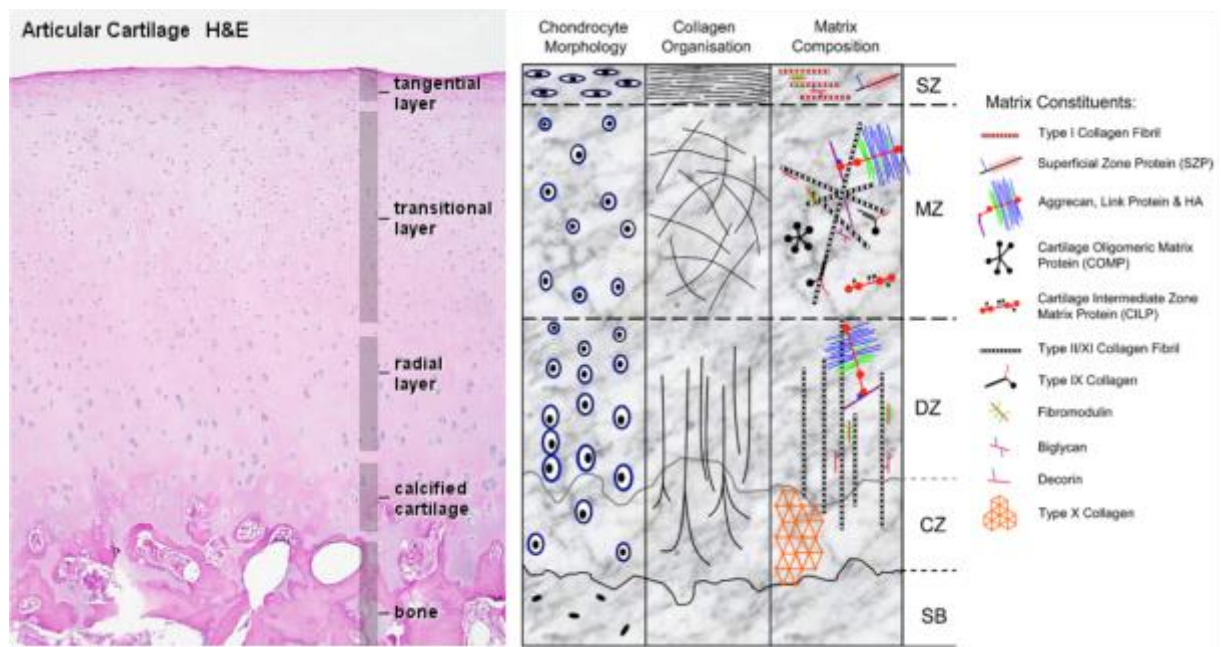 Articular Cartilage H&E
tangential
layer
transitional
layer
radial
layer
calcified
cartilage
bone
Chondrocyte
Morphology
Collagen
Organisation
Matrix
Composition
SZ
MZ
DZ
CZ
SB
Matrix Constituents:
Type I Collagen Fibril
Superficial Zone Protein (SZP)
Aggrecan, Link Protein & HA
Cartilage Oligomeric Matrix
Protein (COMP)
Cartilage Intermediate Zone
Matrix Protein (CILP)
Type II/XI Collagen Fibril
Type IX Collagen
Fibromodulin
Biglycan
Decorin
Type X Collagen